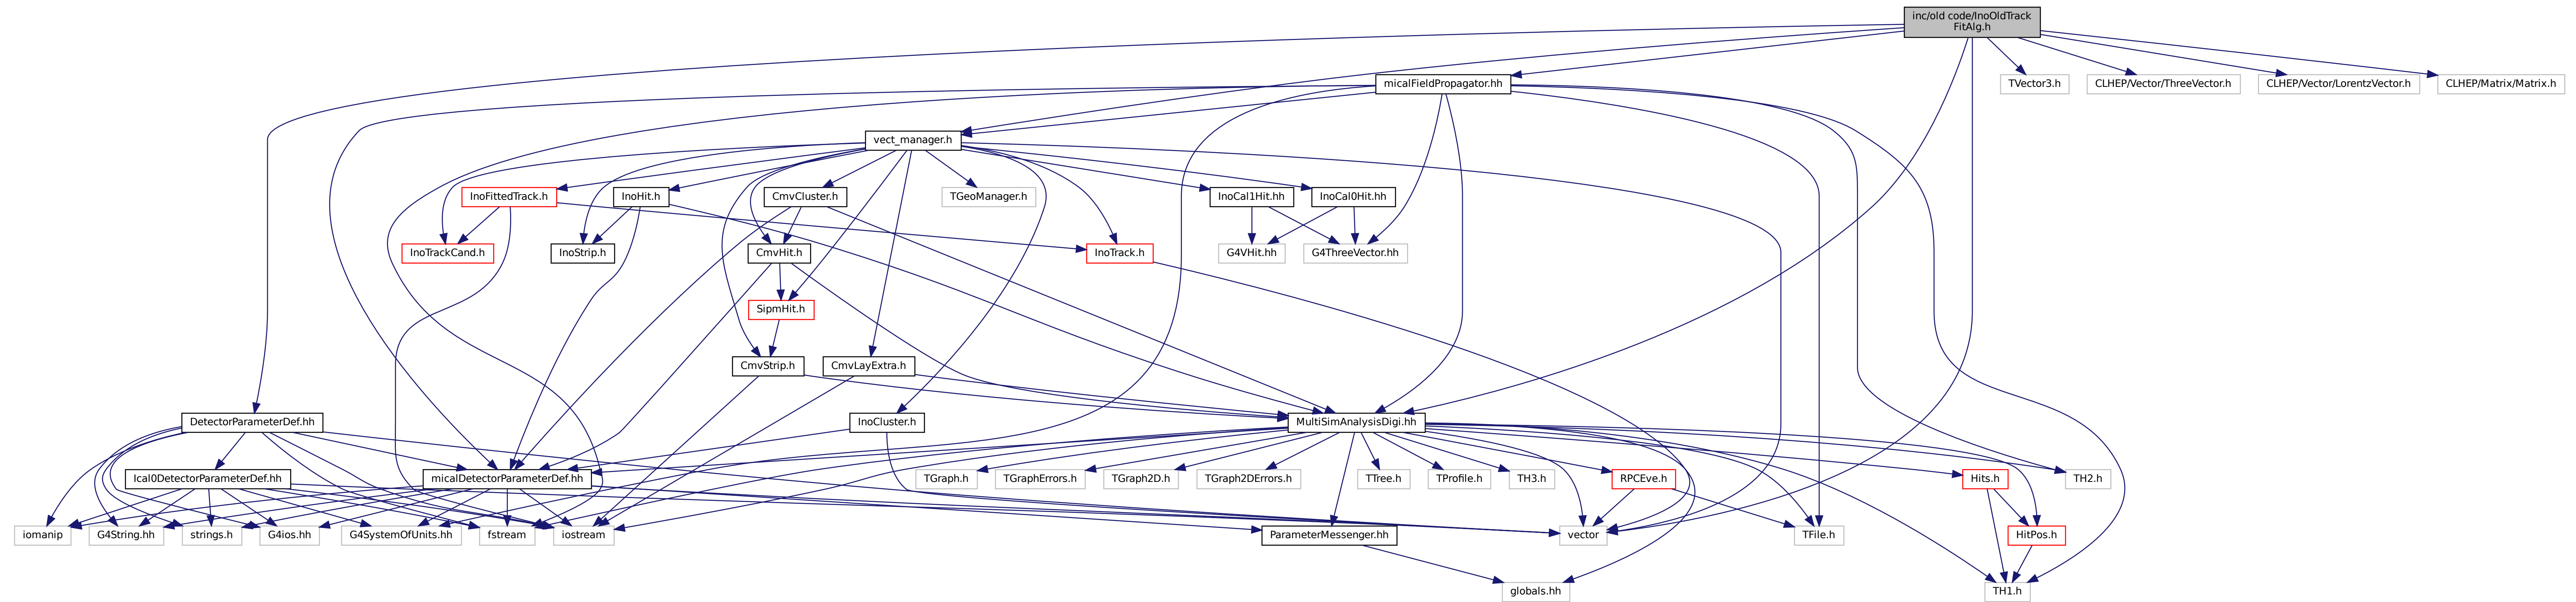 inc/old code/InoOldTrack
FitAlg.h
micalFieldPropagator.hh
TVector3.h
CLHEP/Vector/ThreeVector.h
CLHEP/Vector/LorentzVector.h
CLHEP/Matrix/Matrix.h
vect_manager.h
InoFittedTrack.h
InoHit.h
CmvCluster.h
TGeoManager.h
InoCal1Hit.hh
InoCal0Hit.hh
InoTrackCand.h
InoStrip.h
CmvHit.h
InoTrack.h
G4VHit.hh
G4ThreeVector.hh
SipmHit.h
CmvStrip.h
CmvLayExtra.h
DetectorParameterDef.hh
InoCluster.h
MultiSimAnalysisDigi.hh
Ical0DetectorParameterDef.hh
micalDetectorParameterDef.hh
TGraph.h
TGraphErrors.h
TGraph2D.h
TGraph2DErrors.h
TTree.h
TProfile.h
TH3.h
RPCEve.h
Hits.h
TH2.h
iomanip
G4String.hh
strings.h
G4ios.hh
G4SystemOfUnits.hh
fstream
iostream
ParameterMessenger.hh
vector
TFile.h
HitPos.h
globals.hh
TH1.h